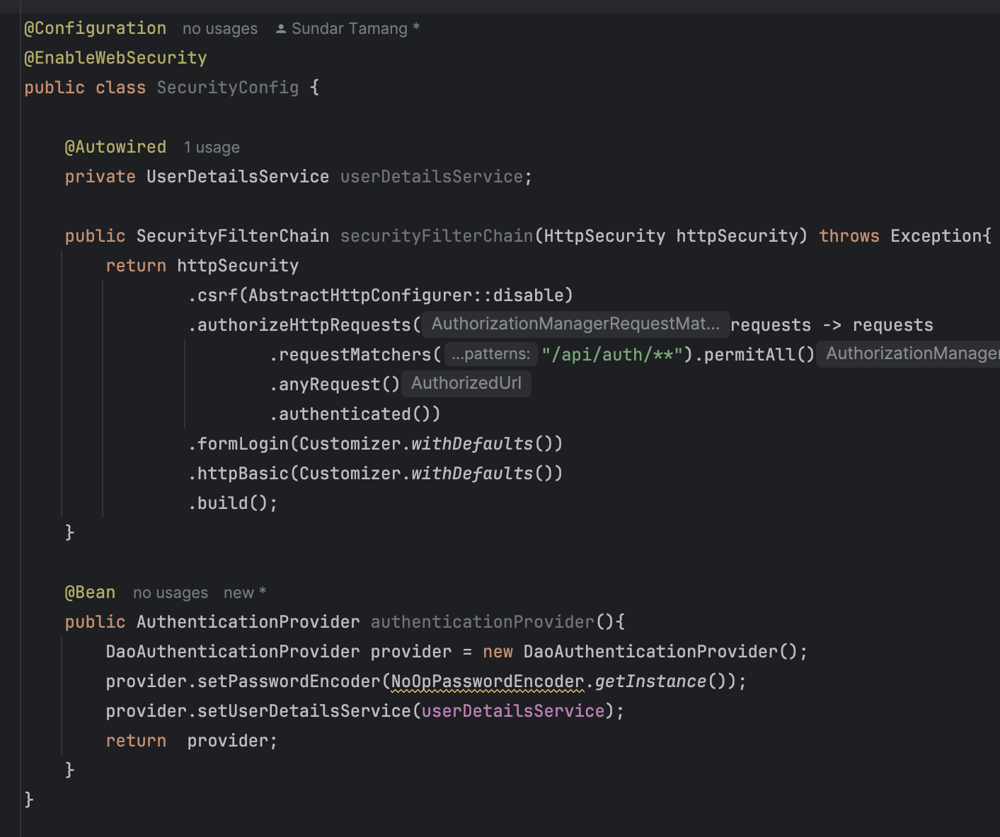 @Configuration no usages Sundar Tamang *
@EnableWebSecurity
public class SecurityConfig {
@Autowired 1 usage
private UserDetailsService userDetailsService;
public SecurityFilterChain securityFilterChain(HttpSecurity httpSecurity) throws Exception{
return httpSecurity
.csrf(AbstractHttpConfigurer::disable)
.authorizeHttpRequests( AuthorizationManagerRequestMat... requests -> requests
.requestMatchers( ...patterns: "/api/auth/**").permitAll() AuthorizationManager
.anyRequest() AuthorizedUrl
.authenticated())
.formLogin(Customizer.withDefaults())
.httpBasic(Customizer.withDefaults())
.build();
}
@Bean no usages new *
public AuthenticationProvider authenticationProvider(){
DaoAuthenticationProvider provider = new DaoAuthenticationProvider();
provider.setPasswordEncoder(NoOpPasswordEncoder.getInstance());
provider.setUserDetailsService(userDetailsService);
return provider;
}
}